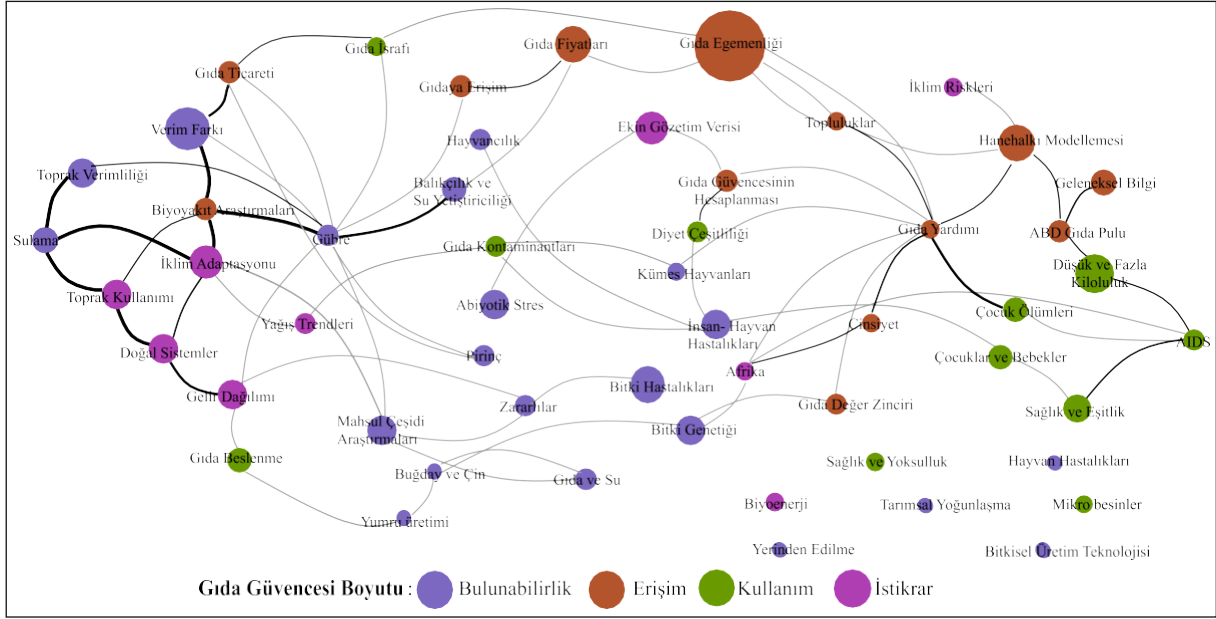 Gıda İsrafı
Gıda Fiyatları
Gıda Egemenliği
Gıda Ticareti
Gıdaya Erişim
İklim Riskleri
Verim Farkı
Ekin Gözetim Verisi
Topluluklar
Hayvancılık
Hanehalkı Modellemesi
Toprak Verimliliği
Balıkçılık ve
Su Yetiştiriciliği
Gıda Güvencesinin
Hesaplanması
Geleneksel Bilgi
Biyoyakıt Araştırmaları
Sulama
Gübre
Gıda Kontaminantları
Diyet Çeşitliliği
Gıda Yardımı
ABD Gıda Pulu
İklim Adaptasyonu
Kümes Hayvanları
Düşük ve Fazla
Kiloluluk
Toprak Kullanımı
Abiyotik Stres
Yağış Trendleri
İnsan- Hayvan
Hastalıkları
Cinsiyet
Çocuk Ölümleri
AIDS
Doğal Sistemler
Pirinç
Afrika
Çocuklar ve Bebekler
Gelir Dağılımı
Bitki Hastalıkları
Zararlılar
Gıda Değer Zinciri
Sağlık ve Eşitlik
Mahsul Çeşidi
Araştırmaları
Bitki Genetiği
Gıda Beslenme
Buğday ve Çin
Gıda ve Su
Sağlık ve Yoksulluk
Hayvan Hastalıkları
Yumru üretimi
Biyoenerji
Tarımsal Yoğunlaşma
Mikro besinler
Yerinden Edilme
Bitkisel Üretim Teknolojisi
Gıda Güvencesi Boyutu : Bulunabilirlik Erişim Kullanım İstikrar